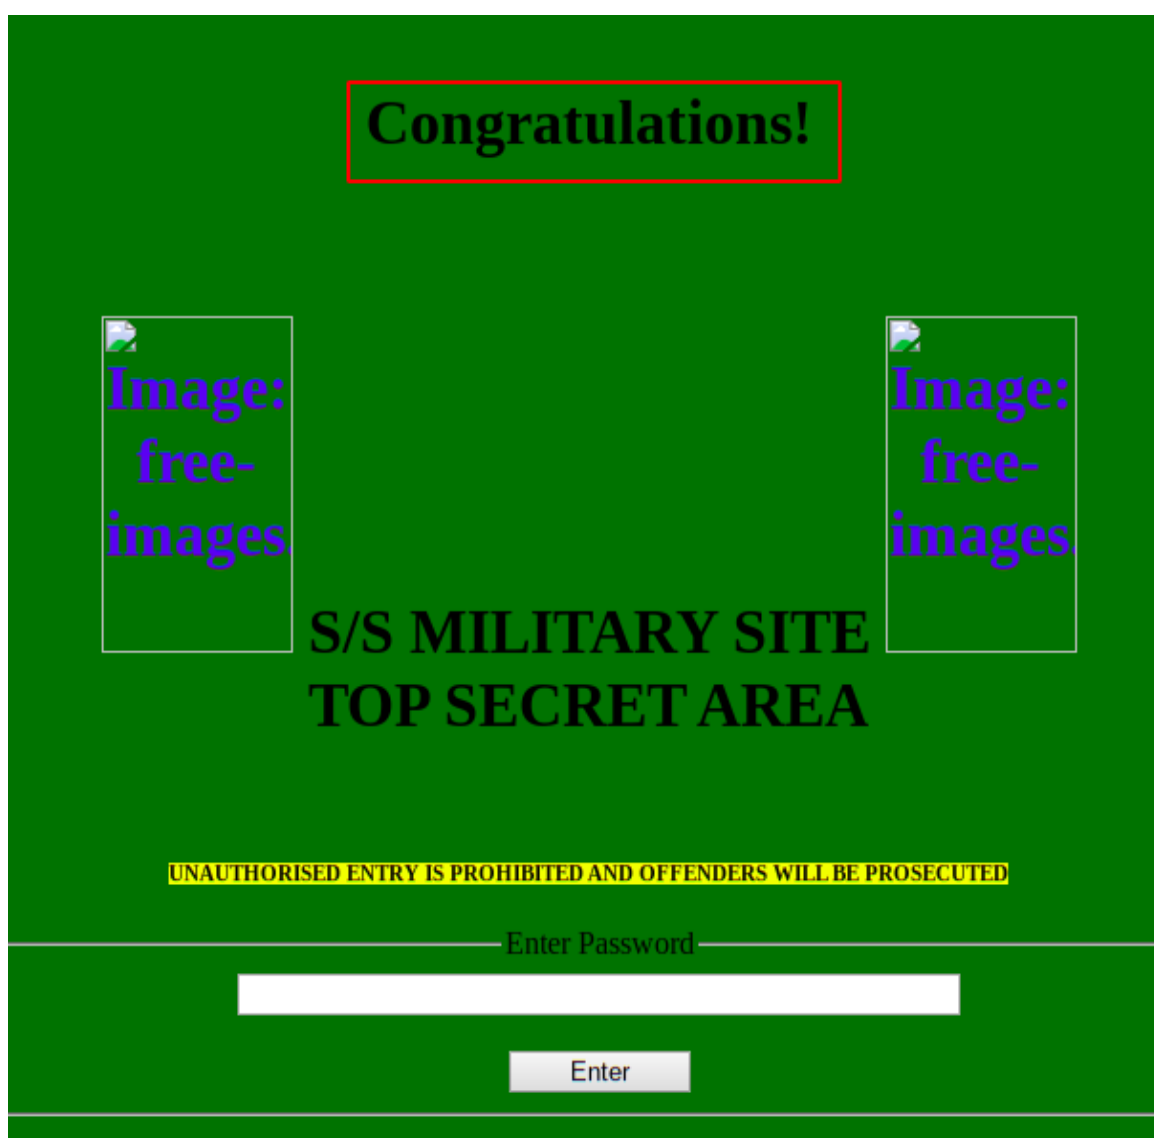 Congratulations!
Image:
free-
images.
Image:
free-
images.
S/S MILITARY SITE
TOP SECRET AREA
UNAUTHORISED ENTRY IS PROHIBITED AND OFFENDERS WILL BE PROSECUTED
Enter Password
Enter